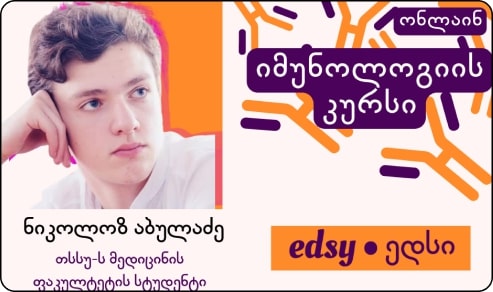 ონლაინ
იმუნოლოგიის
კურსი
ნიკოლოზ აბულაძე
თსსუ-ს მედიცინის
ფაკულტეტის სტუდენტი
edsy • ედსი